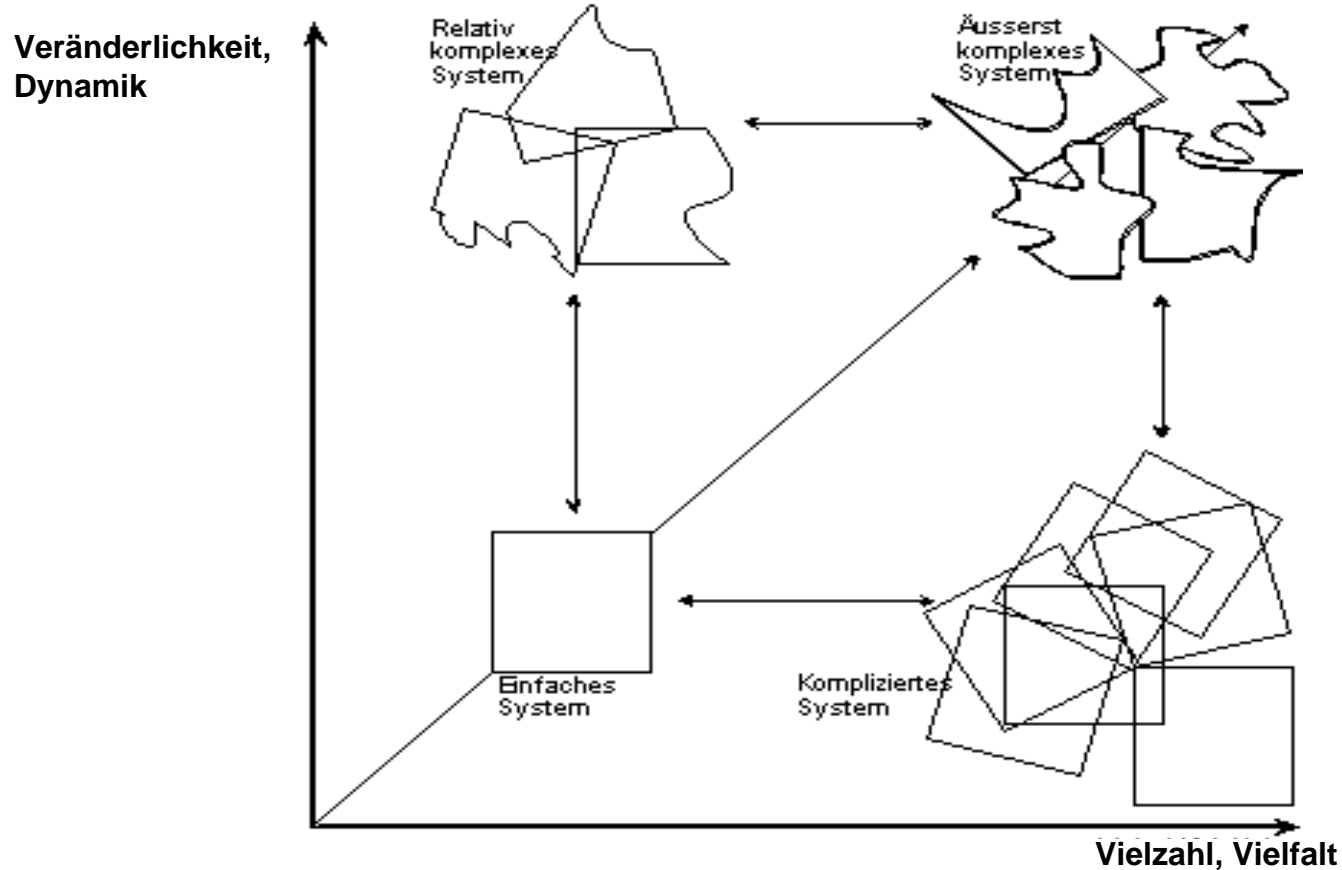 Veränderlichkeit,
Dynamik
Relativ
komplexes
System
Äusserst
komplexes
System
Einfaches
System
Kompliziertes
System
Vielzahl, Vielfalt